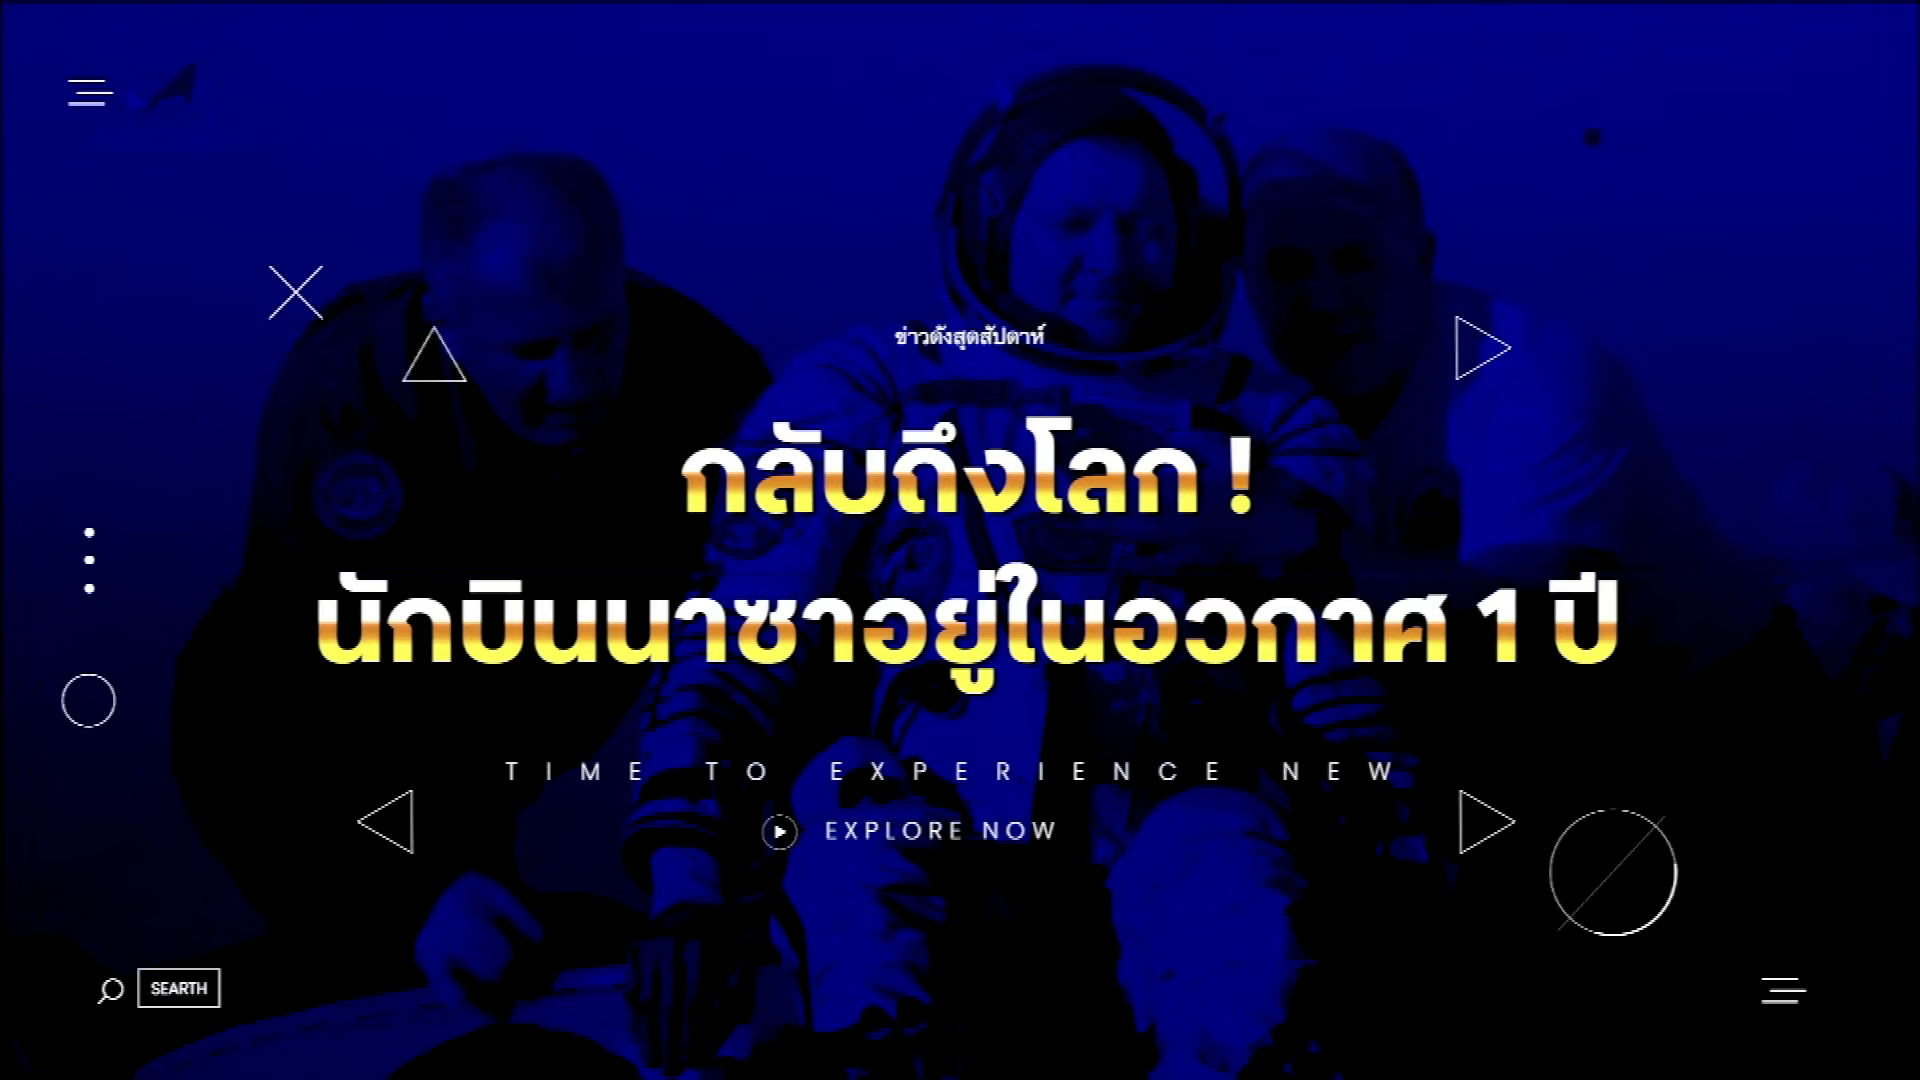 ข่าวดังสุดสัปดาห์
กลับถึงโลก !
นักบินนาซาอยู่ในอวกาศ 1 ปี
TIME TO EXPERIENCE NEW
EXPLORE NOW
SEARTH